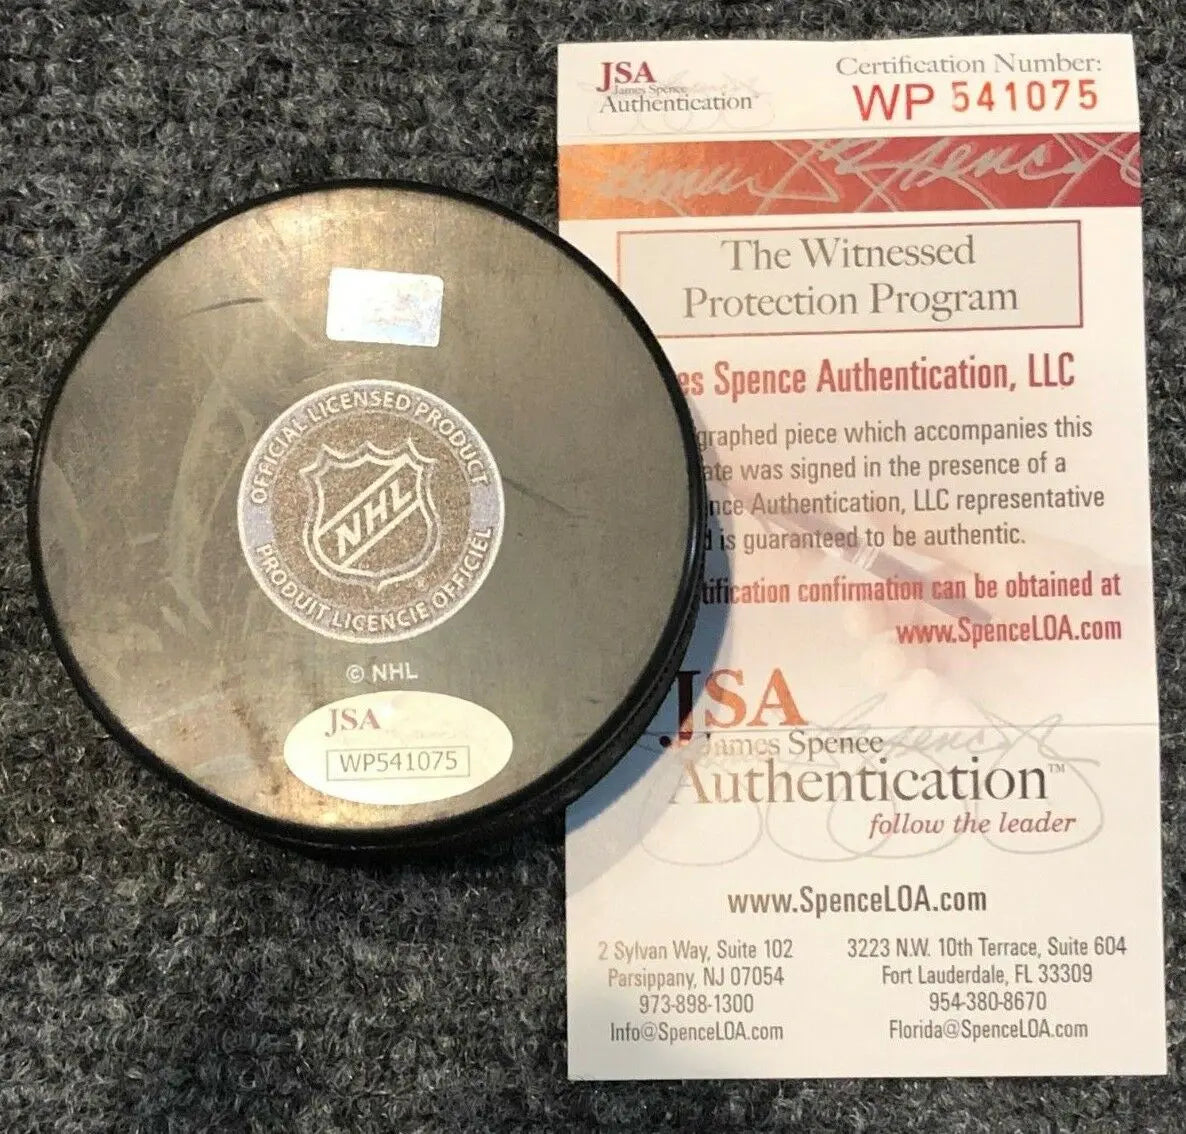 OFFICIAL LICENSED PRODUCT
NHL
PRODUIT LICENCIE OFFICIEL
© NHL
JSA
WP541075
JSA
James Spence
Authentication
Certification Number:
WP 541075
The Witnessed
Protection Program
es Spence Authentication, LLC
graphed piece which accompanies this
ate was signed in the presence of a
nce Authentication, LLC representative
d is guaranteed to be authentic.
tification confirmation can be obtained at
www.SpenceLOA.com
JSA
James Spence
Authentication™
follow the leader
www.SpenceLOA.com
2 Sylvan Way, Suite 102
Parsippany, NJ 07054
973-898-1300
Info@SpenceLOA.com
3223 N.W. 10th Terrace, Suite 604
Fort Lauderdale, FL 33309
954-380-8670
Florida@SpenceLOA.com